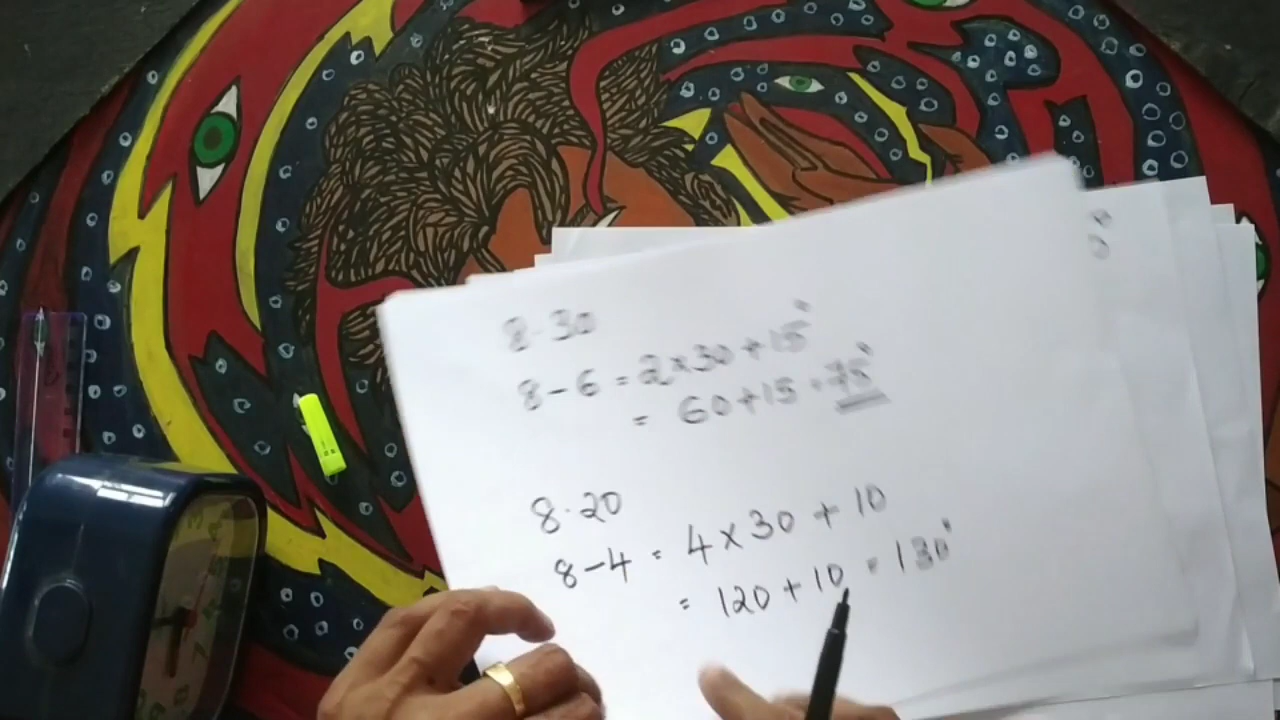 8.30
8-6 = 2×30+15°
= 60+15 = 75°
8.20
8-4 = 4×30+10
= 120+10 = 130°